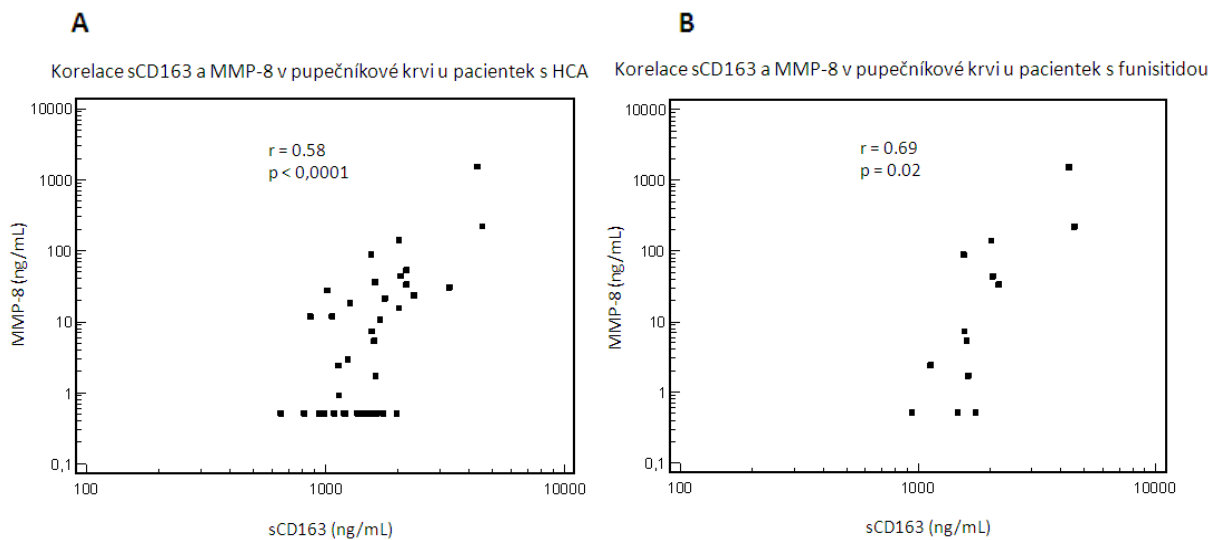 A
Korelace sCD163 a MMP-8 v pupečníkové krvi u pacientek s HCA
10000
1000
100
10
1
0,1
MMP-8 (ng/mL)
r = 0.58
p < 0,0001
100
1000
10000
sCD163 (ng/mL)
B
Korelace sCD163 a MMP-8 v pupečníkové krvi u pacientek s funisitidou
10000
1000
100
10
1
0,1
MMP-8 (ng/mL)
r = 0.69
p = 0.02
100
1000
10000
sCD163 (ng/mL)